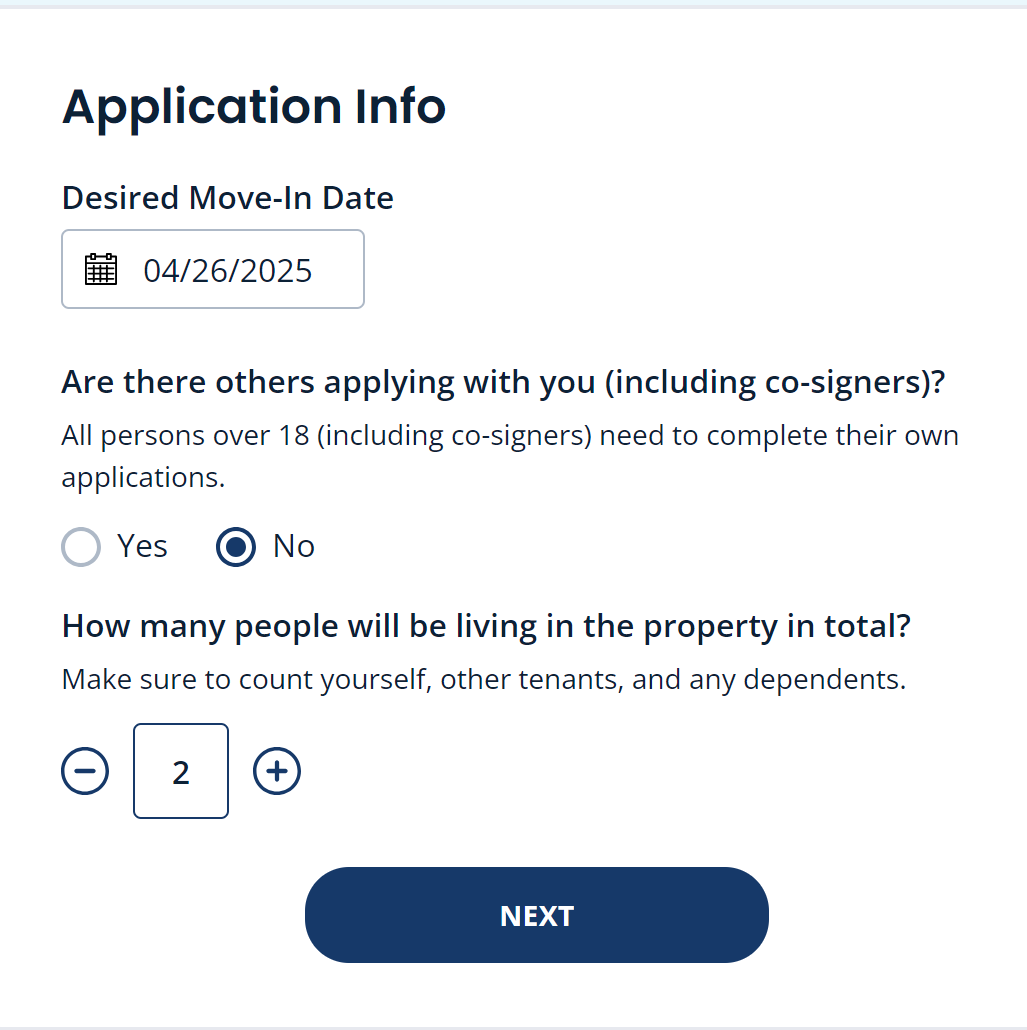 Application Info
Desired Move-In Date
04/26/2025
Are there others applying with you (including co-signers)?
All persons over 18 (including co-signers) need to complete their own
applications.
Yes No
How many people will be living in the property in total?
Make sure to count yourself, other tenants, and any dependents.
2
NEXT